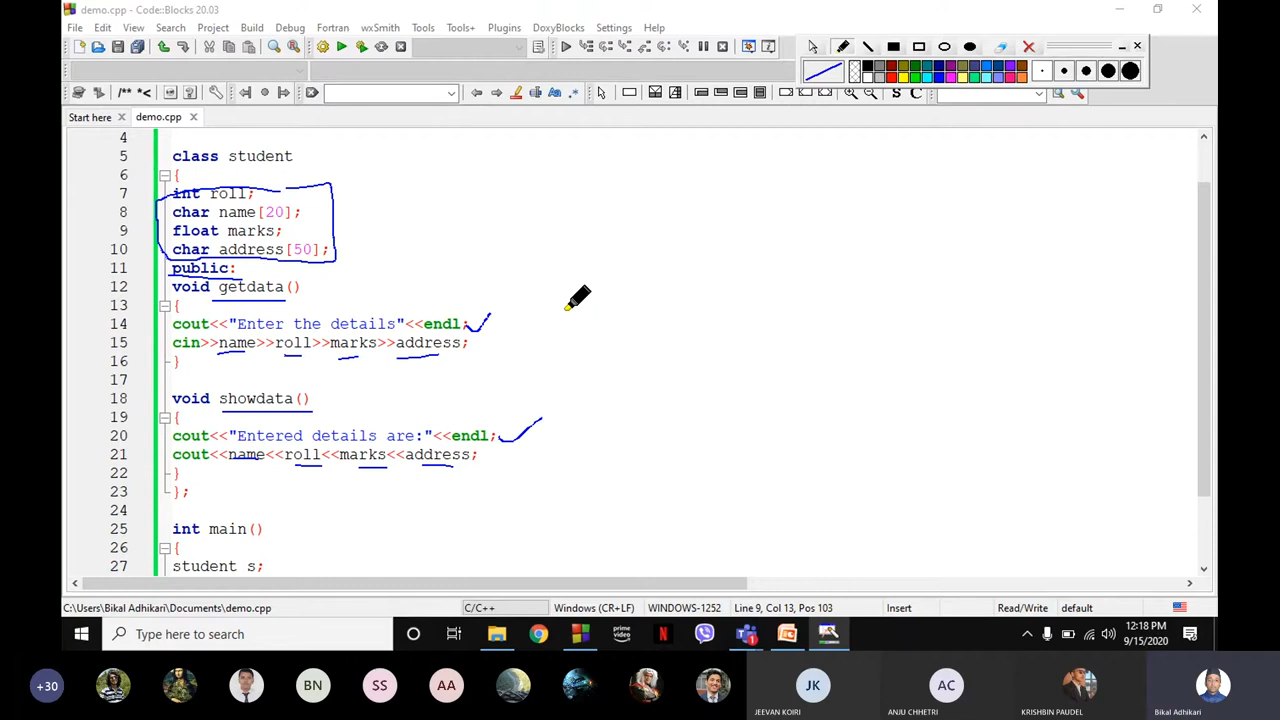 demo.cpp - Code::Blocks 20.03
File Edit View Search Project Build Debug Fortran wxSmith Tools Tools+ Plugins DoxyBlocks Settings Help
/** *< S C .*
Start here demo.cpp
4
5 class student
6 {
7 int roll;
8 char name[20];
9 float marks;
10 char address[50];
11 public:
12 void getdata()
13 {
14 cout<<"Enter the details"<<endl;
15 cin>>name>>roll>>marks>>address;
16 }
17
18 void showdata()
19 {
20 cout<<"Entered details are:"<<endl;
21 cout<<name<<roll<<marks<<address;
22 }
23 };
24
25 int main()
26 {
27 student s;
C:\Users\Bikal Adhikari\Documents\demo.cpp C/C++ Windows (CR+LF) WINDOWS-1252 Line 9, Col 13, Pos 103 Insert Read/Write default
Type here to search prime video N 12:18 PM
9/15/2020
+30 BN SS AA JK AC
JEEVAN KOIRI ANJU CHHETRI KRISHBIN PAUDEL Bikal Adhikari